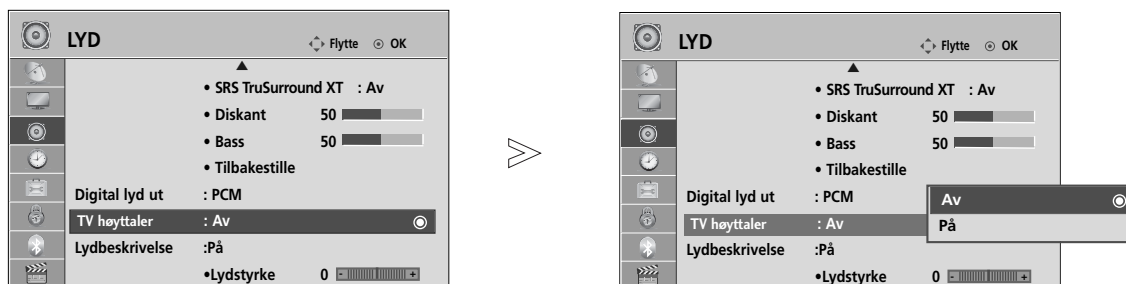 LYD
Flytte OK
• SRS TruSurround XT : Av
• Diskant 50
• Bass 50
• Tilbakestille
Digital lyd ut : PCM
TV høyttaler : Av
Lydbeskrivelse :På
•Lydstyrke 0 - +
LYD
Flytte OK
• SRS TruSurround XT : Av
• Diskant 50
• Bass 50
• Tilbakestille
Digital lyd ut : PCM
TV høyttaler : Av
Lydbeskrivelse :På
•Lydstyrke 0 - +
Av
På